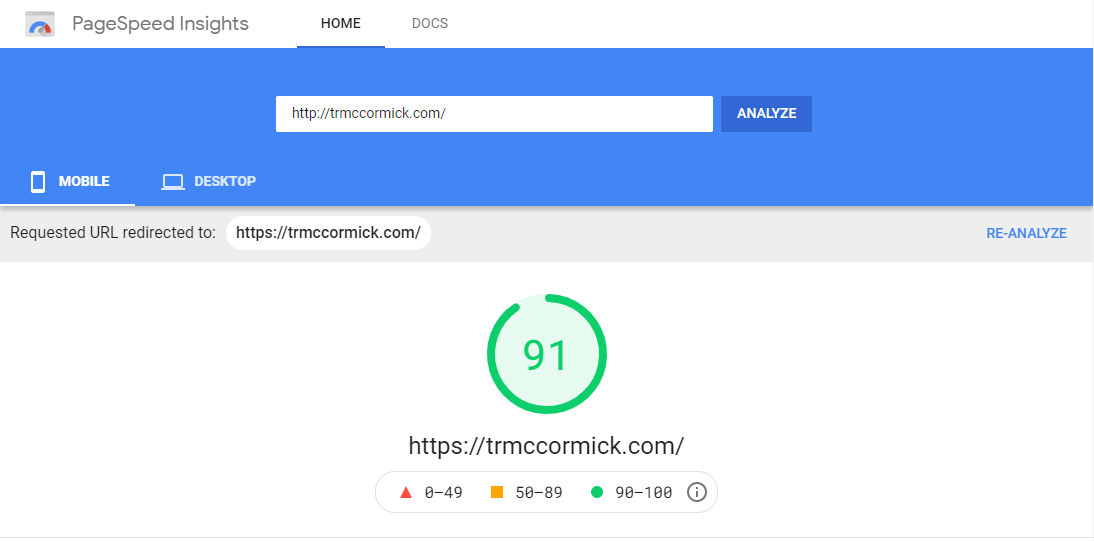 PageSpeed Insights HOME DOCS
http://trmccormick.com/ ANALYZE
MOBILE DESKTOP
Requested URL redirected to: https://trmccormick.com/ RE-ANALYZE
91
https://trmccormick.com/
0–49 50–89 90–100